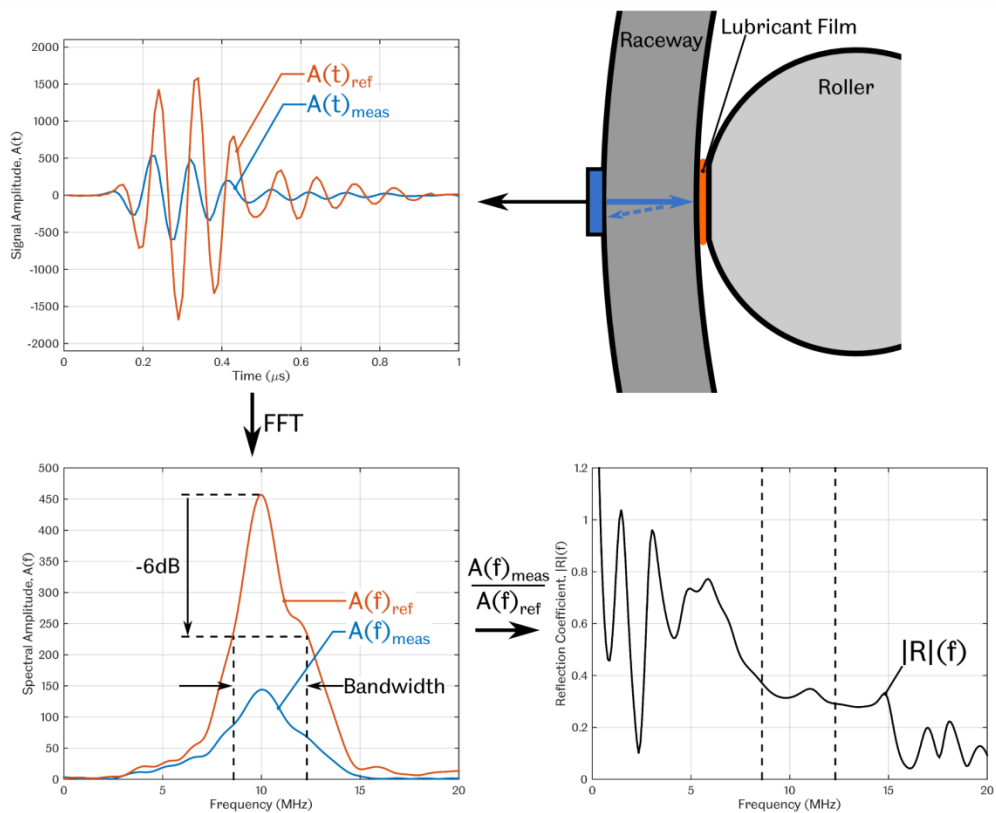 2000
1500
1000
500
0
-500
-1000
-1500
-2000
Signal Amplitude, A(t)
A(t)ref
A(t)meas
0 0.2 0.4 0.6 0.8 1
Time (μs)
Raceway
Lubricant Film
Roller
FFT
500
450
400
350
300
250
200
150
100
50
0
Spectral Amplitude, A(f)
-6dB
A(f)ref
A(f)meas
Bandwidth
0 5 10 15 20
Frequency (MHz)
A(f)meas
A(f)ref
1.2
1
0.8
0.6
0.4
0.2
0
Reflection Coefficient, |R|(f)
|R|(f)
0 5 10 15 20
Frequency (MHz)